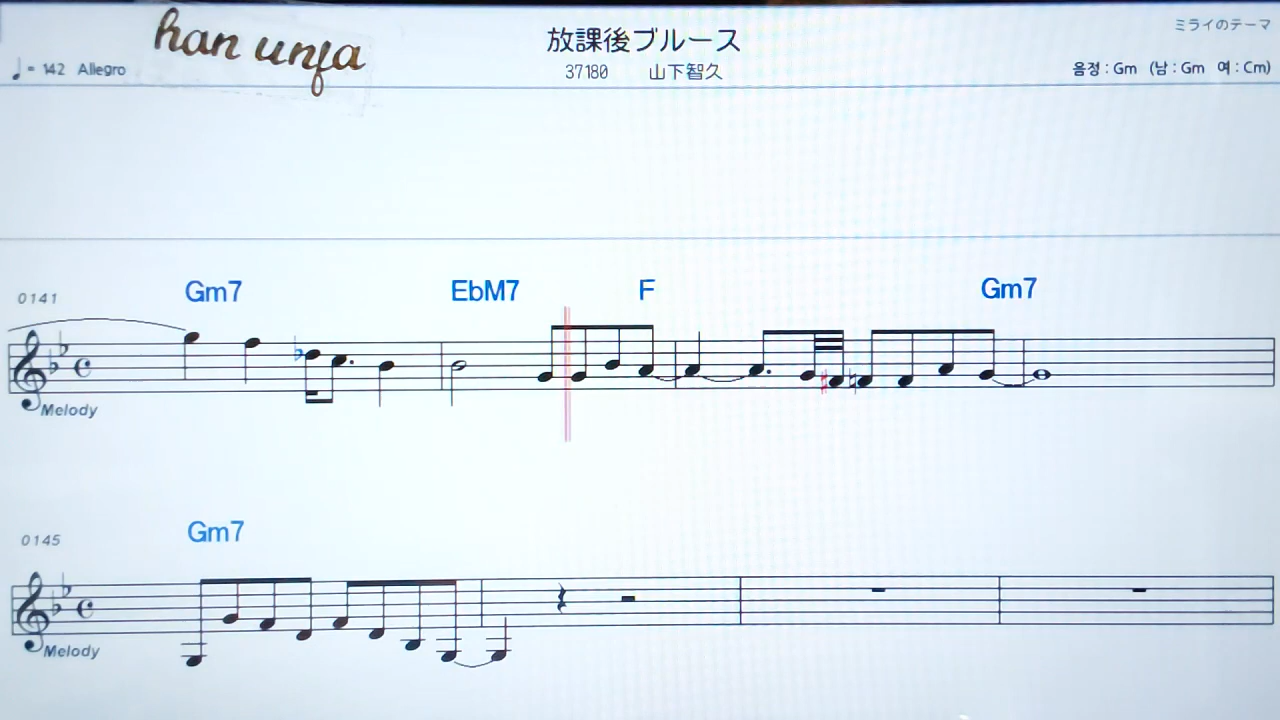 han unfa
放課後ブルース
ミライのテーマ
♩= 142 Allegro
37180 山下智久
음정 : Gm (남 : Gm 여 : Cm)
0141 Gm7 EbM7 F Gm7
Melody
0145 Gm7
Melody